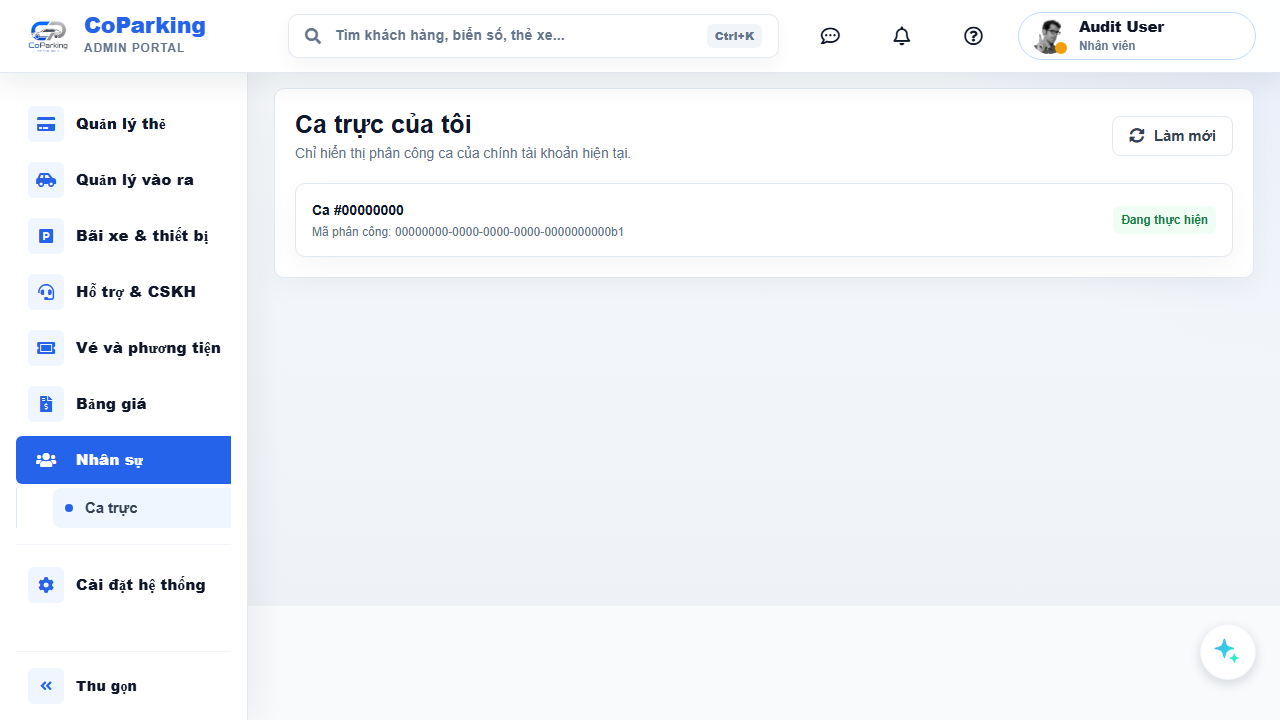 CoParking
ADMIN PORTAL
CoParking
Tìm khách hàng, biển số, thẻ xe...
Ctrl+K
Audit User
Nhân viên
Quản lý thẻ
Quản lý vào ra
Bãi xe & thiết bị
Hỗ trợ & CSKH
Vé và phương tiện
Bảng giá
Nhân sự
Ca trực
Cài đặt hệ thống
Thu gọn
Ca trực của tôi
Chỉ hiển thị phân công ca của chính tài khoản hiện tại.
Làm mới
Ca #00000000
Mã phân công: 00000000-0000-0000-0000-0000000000b1
Đang thực hiện